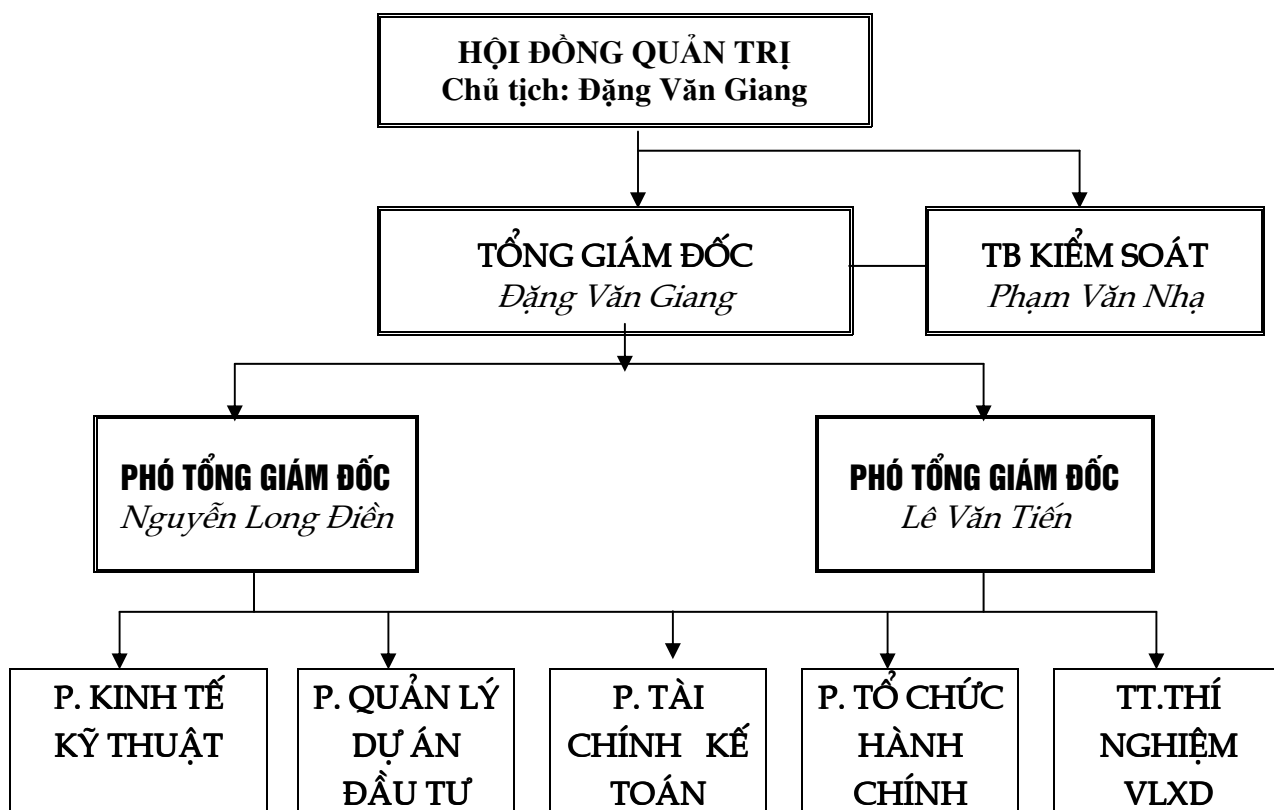 HỘI ĐỒNG QUẢN TRỊ
Chủ tịch: Đặng Văn Giang
TỔNG GIÁM ĐỐC
Đặng Văn Giang
TB KIỂM SOÁT
Phạm Văn Nhạ
PHÓ TỔNG GIÁM ĐỐC
Nguyễn Long Điền
PHÓ TỔNG GIÁM ĐỐC
Lê Văn Tiến
P. KINH TẾ
KỸ THUẬT
P. QUẢN LÝ
DỰ ÁN
ĐẦU TƯ
P. TÀI
CHÍNH KẾ
TOÁN
P. TỔ CHỨC
HÀNH
CHÍNH
TT.THÍ
NGHIỆM
VLXD